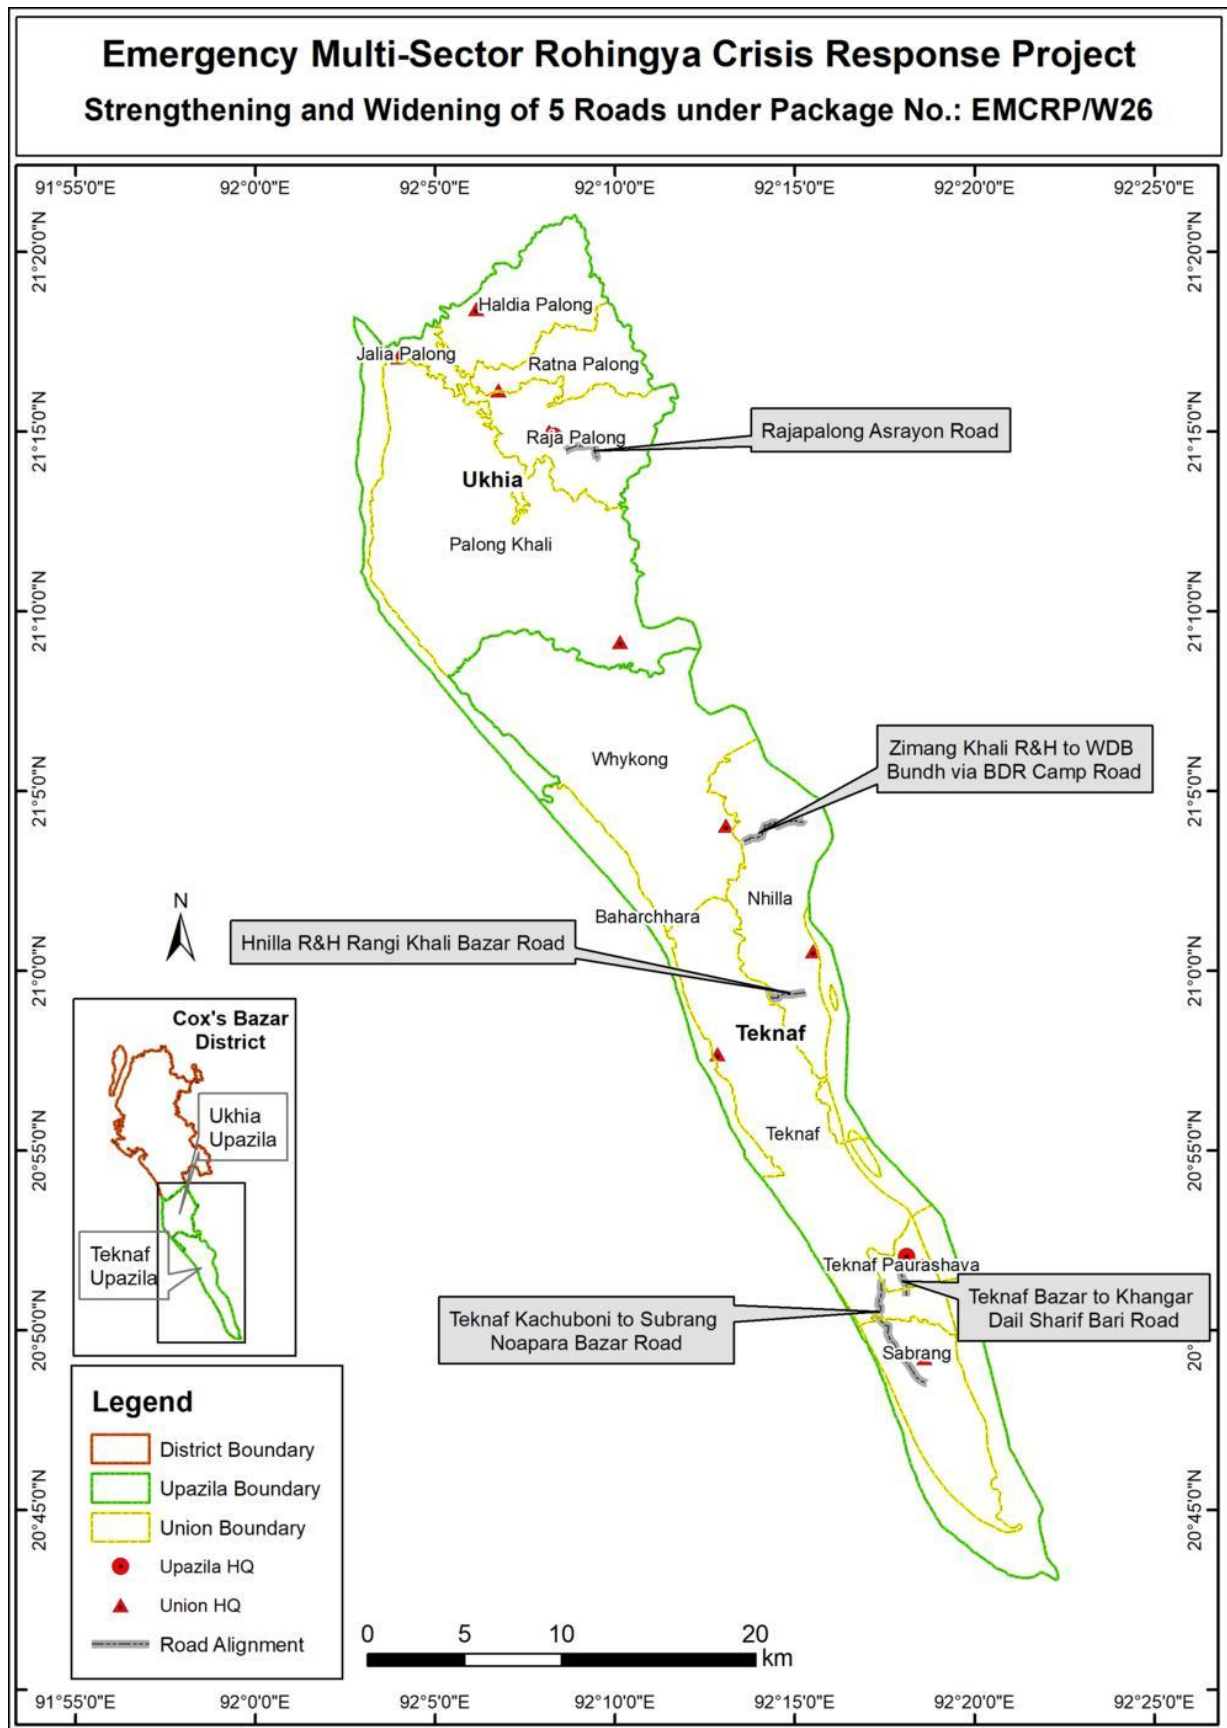 Emergency Multi-Sector Rohingya Crisis Response Project
Strengthening and Widening of 5 Roads under Package No.: EMCRP/W26
91°55'0"E
92°0'0"E
92°5'0"E
92°10'0"E
92°15'0"E
92°20'0"E
92°25'0"E
21°20'0"N
21°20'0"N
Haldia Palong
Jalia Palong
Ratna Palong
21°15'0"N
Raja Palong
Rajapalong Asrayon Road
21°15'0"N
Ukhia
Palong Khali
21°10'0"N
21°10'0"N
Whykong
Zimang Khali R&H to WDB
Bundh via BDR Camp Road
21°5'0"N
21°5'0"N
Nhilla
Baharchhara
N
Hnilla R&H Rangi Khali Bazar Road
21°0'0"N
21°0'0"N
Teknaf
Cox's Bazar
District
Ukhia
Upazila
Teknaf
20°55'0"N
20°55'0"N
Teknaf
Upazila
Teknaf Paurashava
Teknaf Bazar to Khangar
Dail Sharif Bari Road
Teknaf Kachuboni to Subrang
Noapara Bazar Road
20°50'0"N
20°
Sabrang
Legend
District Boundary
Upazila Boundary
Union Boundary
Upazila HQ
Union HQ
Road Alignment
20°45'0"N
20°45'0"N
0
5
10
20
km
91°55'0"E
92°0'0"E
92°5'0"E
92°10'0"E
92°15'0"E
92°20'0"E
92°25'0"E